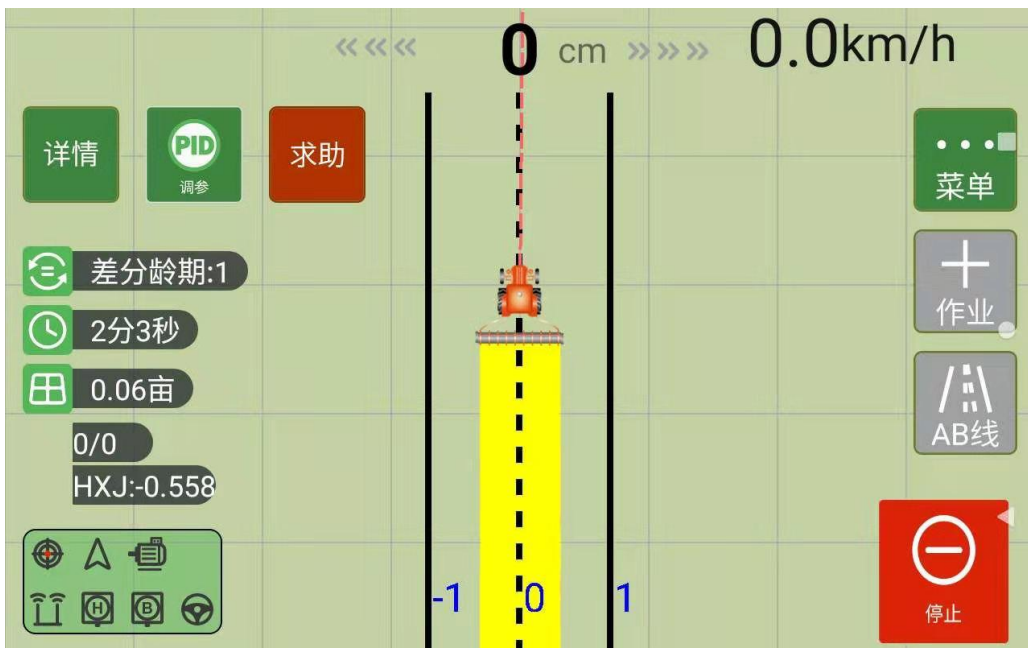 0 cm 0.0km/h
详情
PID
调参
求助
菜单
差分龄期:1
作业
2分3秒
0.06亩
AB线
0/0
HXJ:-0.558
H
B
-1
0
1
停止